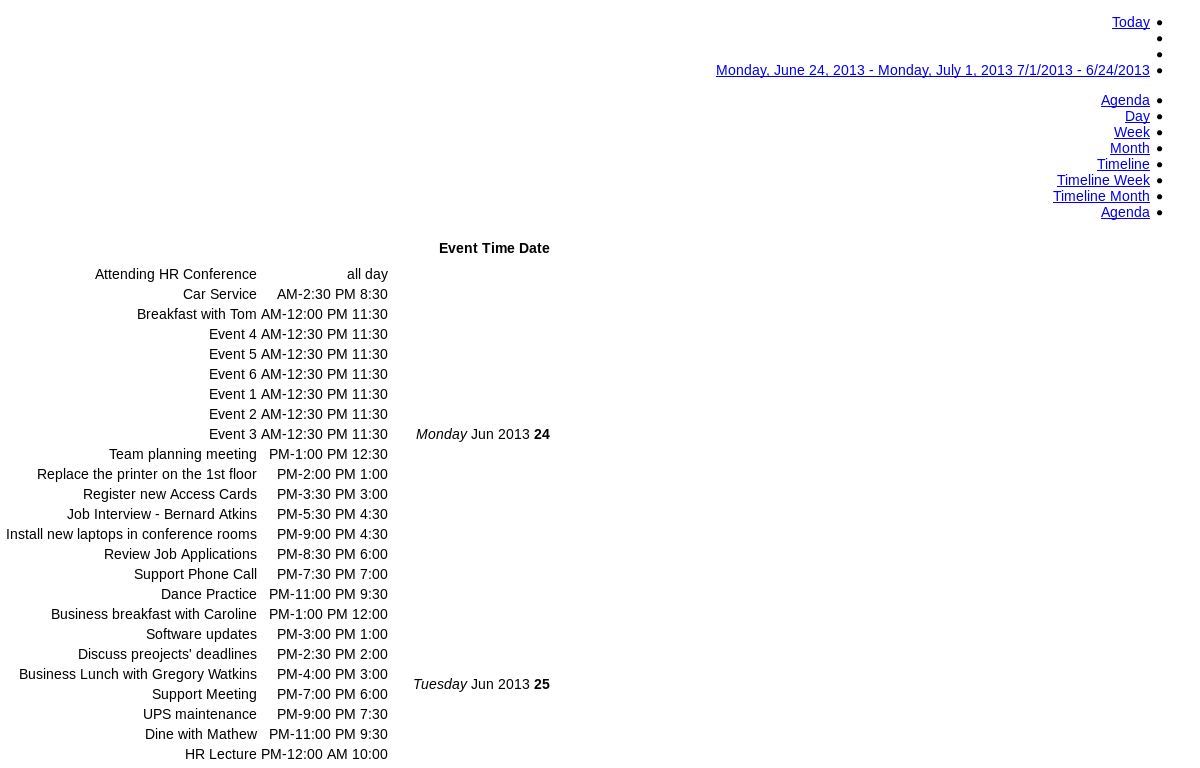 Today
Monday, June 24, 2013 - Monday, July 1, 2013 7/1/2013 - 6/24/2013
Agenda
Day
Week
Month
Timeline
Timeline Week
Timeline Month
Agenda
Event Time Date
Attending HR Conference all day
Car Service AM-2:30 PM 8:30
Breakfast with Tom AM-12:00 PM 11:30
Event 4 AM-12:30 PM 11:30
Event 5 AM-12:30 PM 11:30
Event 6 AM-12:30 PM 11:30
Event 1 AM-12:30 PM 11:30
Event 2 AM-12:30 PM 11:30
Event 3 AM-12:30 PM 11:30 Monday Jun 2013 24
Team planning meeting PM-1:00 PM 12:30
Replace the printer on the 1st floor PM-2:00 PM 1:00
Register new Access Cards PM-3:30 PM 3:00
Job Interview - Bernard Atkins PM-5:30 PM 4:30
Install new laptops in conference rooms PM-9:00 PM 4:30
Review Job Applications PM-8:30 PM 6:00
Support Phone Call PM-7:30 PM 7:00
Dance Practice PM-11:00 PM 9:30
Business breakfast with Caroline PM-1:00 PM 12:00
Software updates PM-3:00 PM 1:00
Discuss preojects' deadlines PM-2:30 PM 2:00
Business Lunch with Gregory Watkins PM-4:00 PM 3:00
Tuesday Jun 2013 25
Support Meeting PM-7:00 PM 6:00
UPS maintenance PM-9:00 PM 7:30
Dine with Mathew PM-11:00 PM 9:30
HR Lecture PM-12:00 AM 10:00